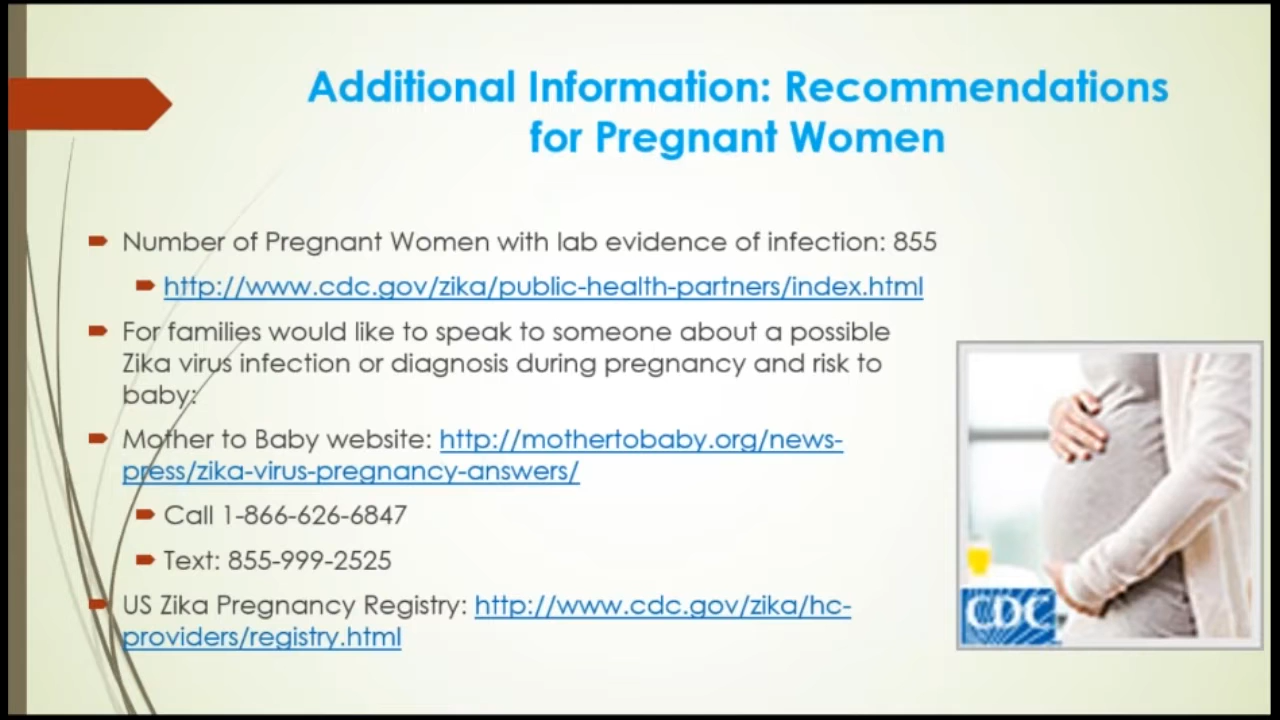 Additional Information: Recommendations
for Pregnant Women
Number of Pregnant Women with lab evidence of infection: 855
http://www.cdc.gov/zika/public-health-partners/index.html
For families would like to speak to someone about a possible
Zika virus infection or diagnosis during pregnancy and risk to
baby:
Mother to Baby website: http://mothertobaby.org/news-
press/zika-virus-pregnancy-answers/
Call 1-866-626-6847
Text: 855-999-2525
US Zika Pregnancy Registry: http://www.cdc.gov/zika/hc-
providers/registry.html
CDC